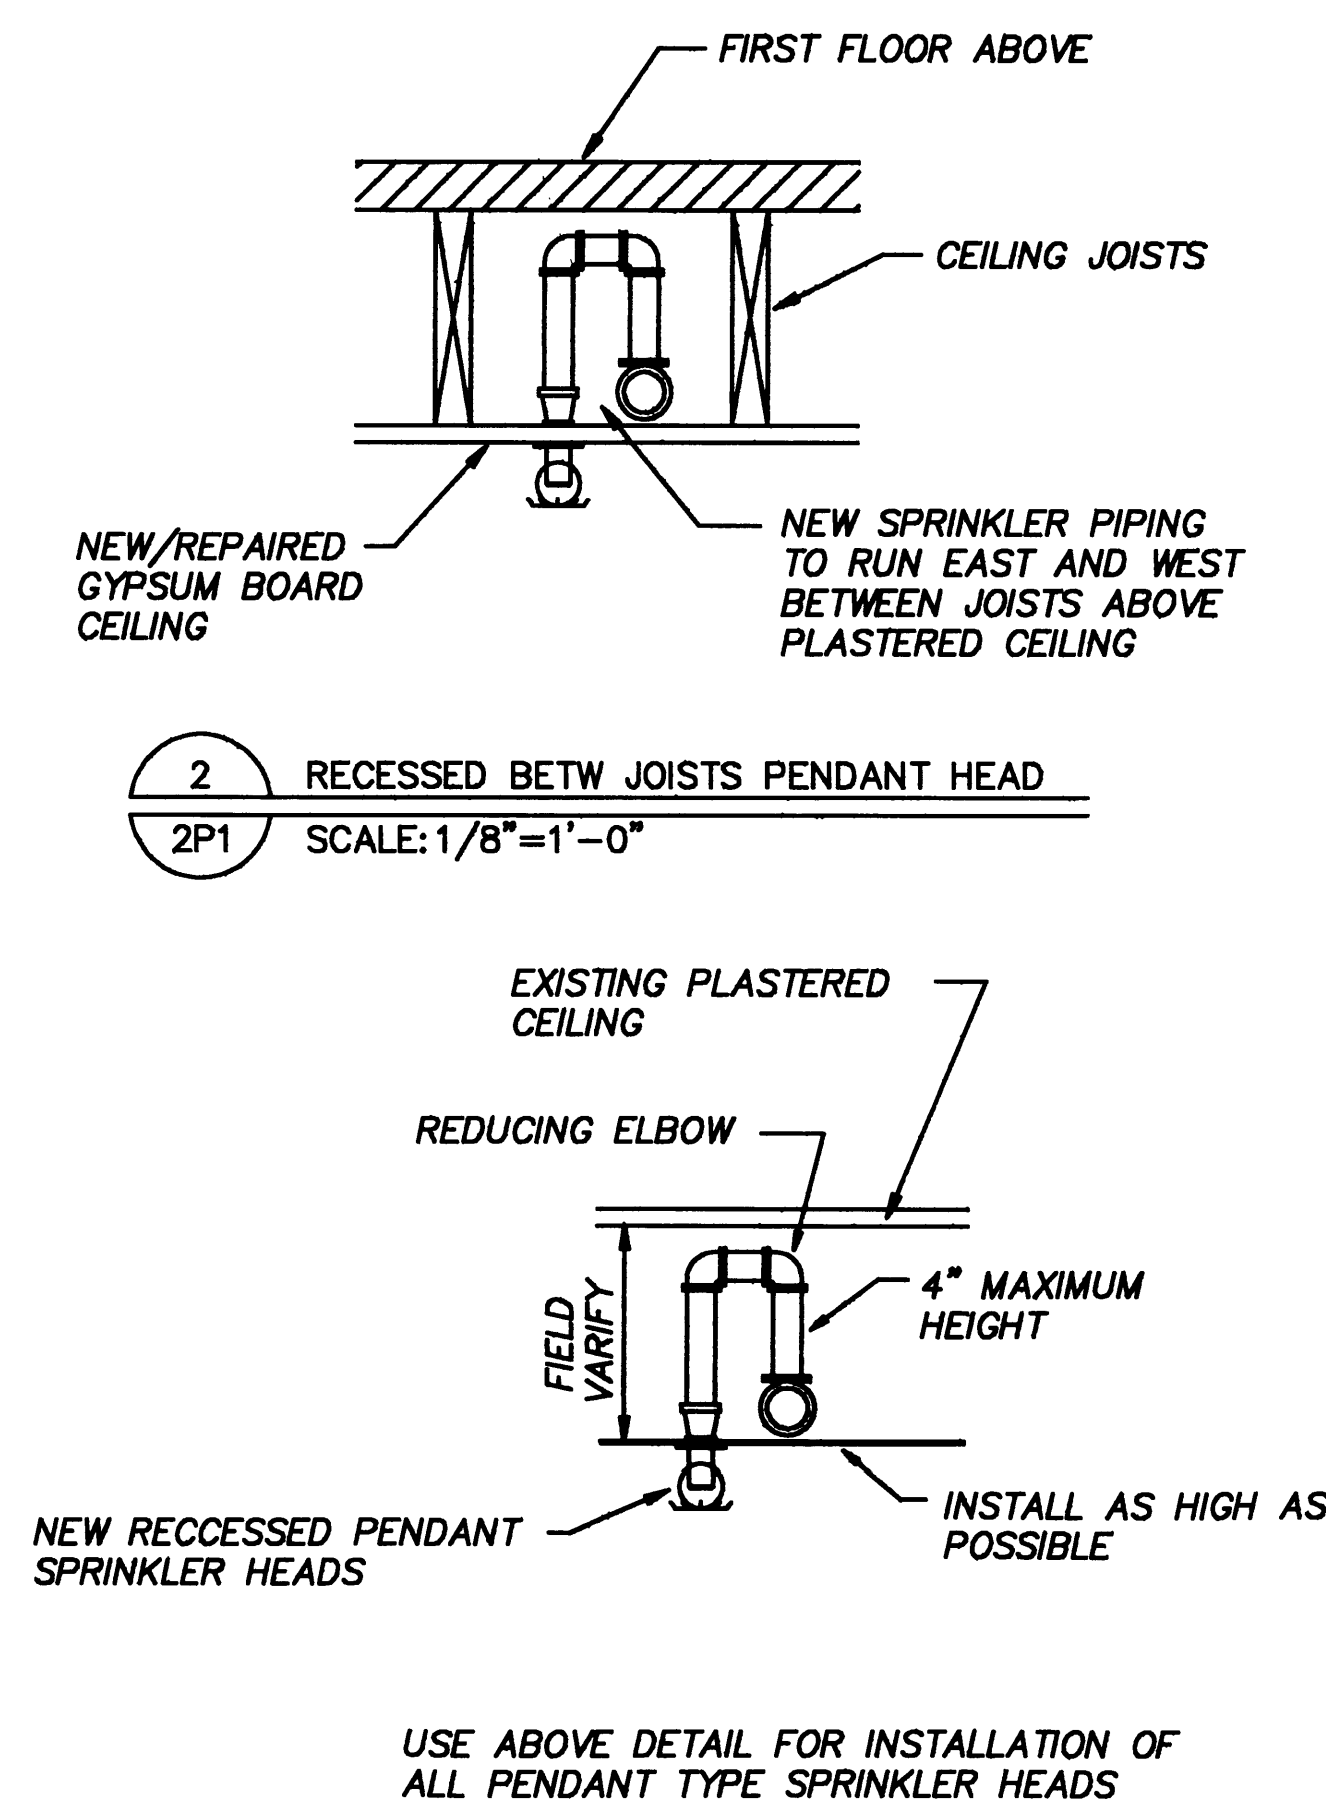 FIRST FLOOR ABOVE
CEILING JOISTS
NEW/REPAIRED
GYPSUM BOARD
CEILING
NEW SPRINKLER PIPING
TO RUN EAST AND WEST
BETWEEN JOISTS ABOVE
PLASTERED CEILING
2
RECESSED BETW JOISTS PENDANT HEAD
2P1
SCALE: 1/8"=1'-0"
EXISTING PLASTERED
CEILING
REDUCING ELBOW
4" MAXIMUM
HEIGHT
FIELD
VARIFY
INSTALL AS HIGH AS
POSSIBLE
NEW RECCESSED PENDANT
SPRINKLER HEADS
USE ABOVE DETAIL FOR INSTALLATION OF
ALL PENDANT TYPE SPRINKLER HEADS